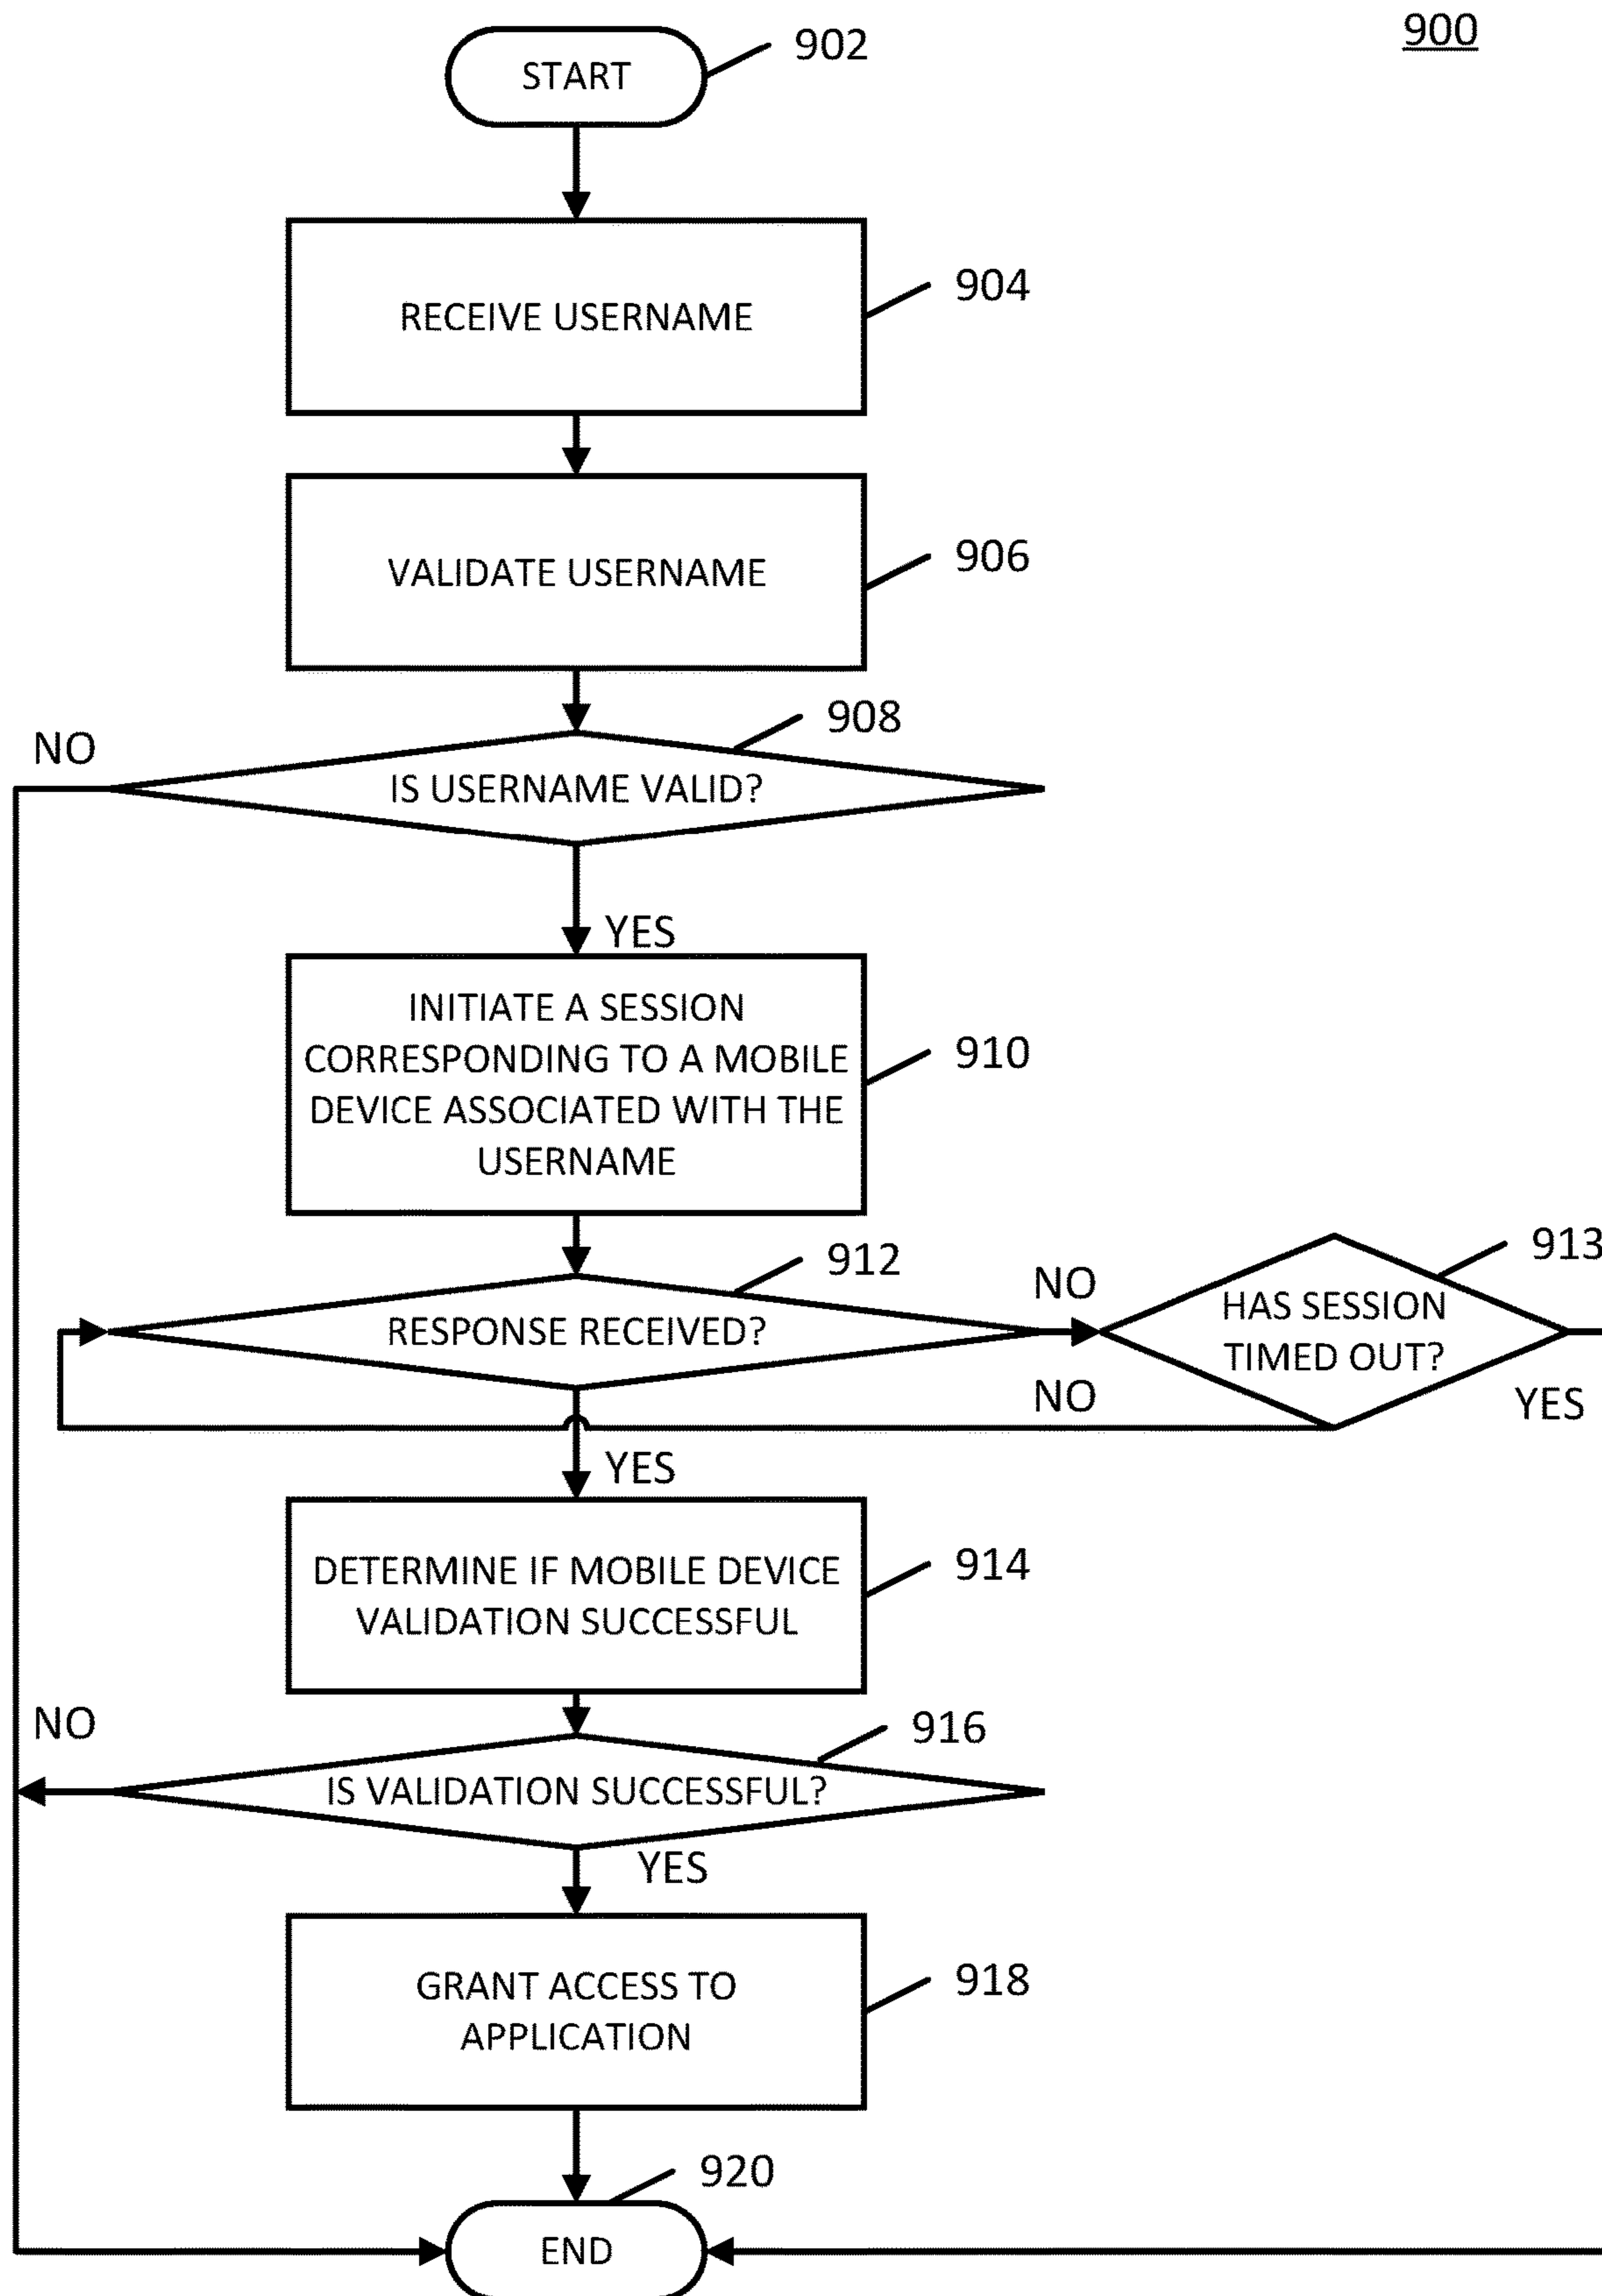 900
902
START
904
RECEIVE USERNAME
906
VALIDATE USERNAME
908
NO
IS USERNAME VALID?
YES
INITIATE A SESSION
CORRESPONDING TO A MOBILE
DEVICE ASSOCIATED WITH THE
USERNAME
910
912
RESPONSE RECEIVED?
NO
913
HAS SESSION
TIMED OUT?
NO
YES
YES
DETERMINE IF MOBILE DEVICE
VALIDATION SUCCESSFUL
914
NO
916
IS VALIDATION SUCCESSFUL?
YES
GRANT ACCESS TO
APPLICATION
918
920
END